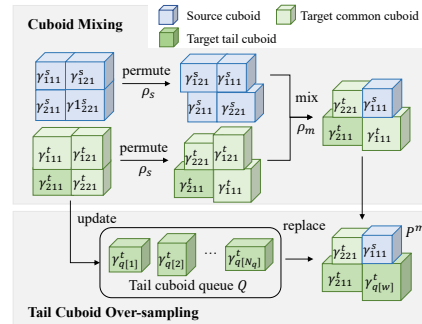 Cuboid Mixing
Source cuboid
Target common cuboid
Target tail cuboid
γ^s_111 γ^s_121
γ^s_211 γ1^s_221
permute
ρ_s
γ^s_111 γ^s_121
γ^s_211 γ^s_221
γ^t_111 γ^t_121
γ^t_211 γ^t_221
permute
ρ_s
γ^t_221 γ^t_121
γ^t_211 γ^t_111
mix
ρ_m
γ^t_221 γ^s_111
γ^t_211 γ^t_111
update
γ^t_q[1] γ^t_q[2] ⋯ γ^t_q[N_q]
Tail cuboid queue Q
replace
P^m
γ^t_221 γ^s_111
γ^t_211 γ^t_q[w]
Tail Cuboid Over-sampling